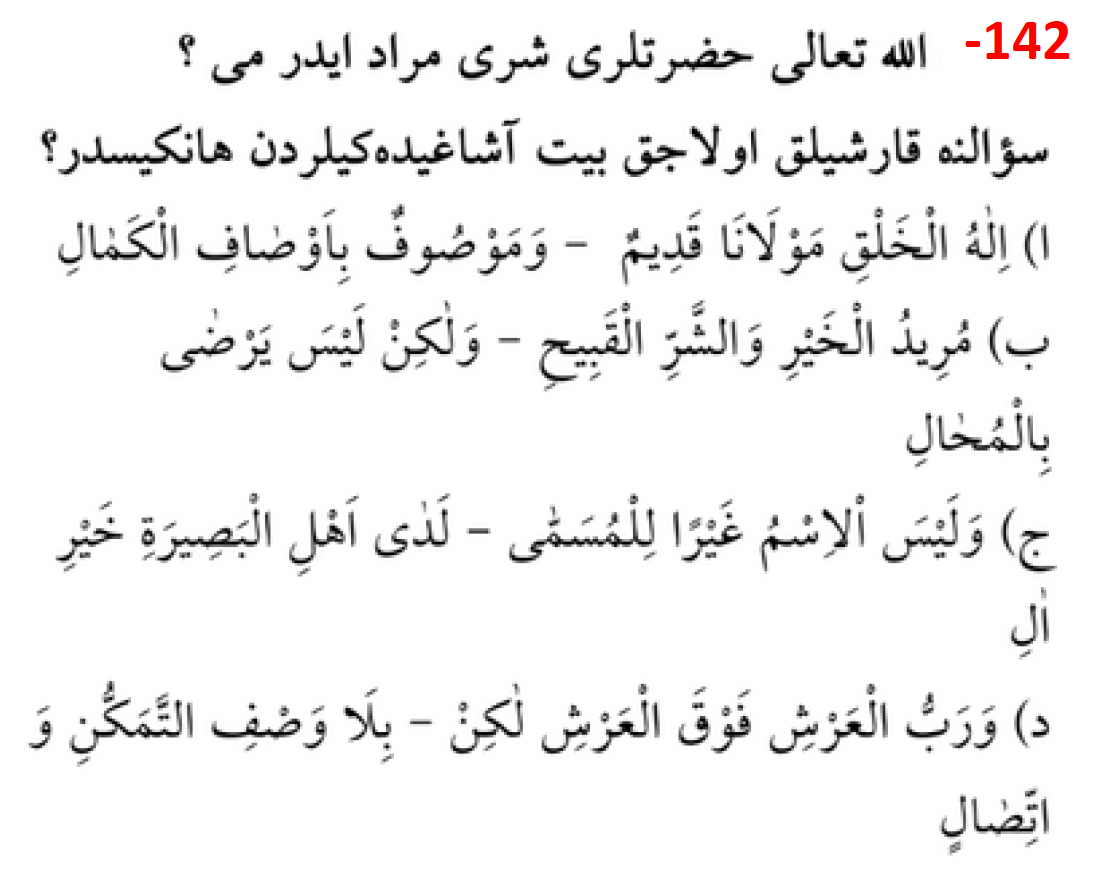 142- الله تعالى حضرتلرى شرى مراد ايدر مى ؟
سؤالنه قارشيلق اولاجق بيت آشاغيده‌كيلردن هانكيسدر؟
ا) اِلٰهُ الْخَلْقِ مَوْلَانَا قَدِيمٌ – وَمَوْصُوفٌ بِاَوْصٰافِ الْكَمٰالِ
ب) مُرِيدُ الْخَيْرِ وَالشَّرِّ الْقَبِيحِ – وَلٰكِنْ لَيْسَ يَرْضٰى
بِالْمُحٰالِ
ج) وَلَيْسَ اْلاِسْمُ غَيْرًا لِلْمُسَمّٰى – لَدٰى اَهْلِ الْبَصِيرَةِ خَيْرِ
اٰلِ
د) وَرَبُّ الْعَرْشِ فَوْقَ الْعَرْشِ لٰكِنْ – بِلَا وَصْفِ التَّمَكُّنِ وَ
اتِّصٰالٍ